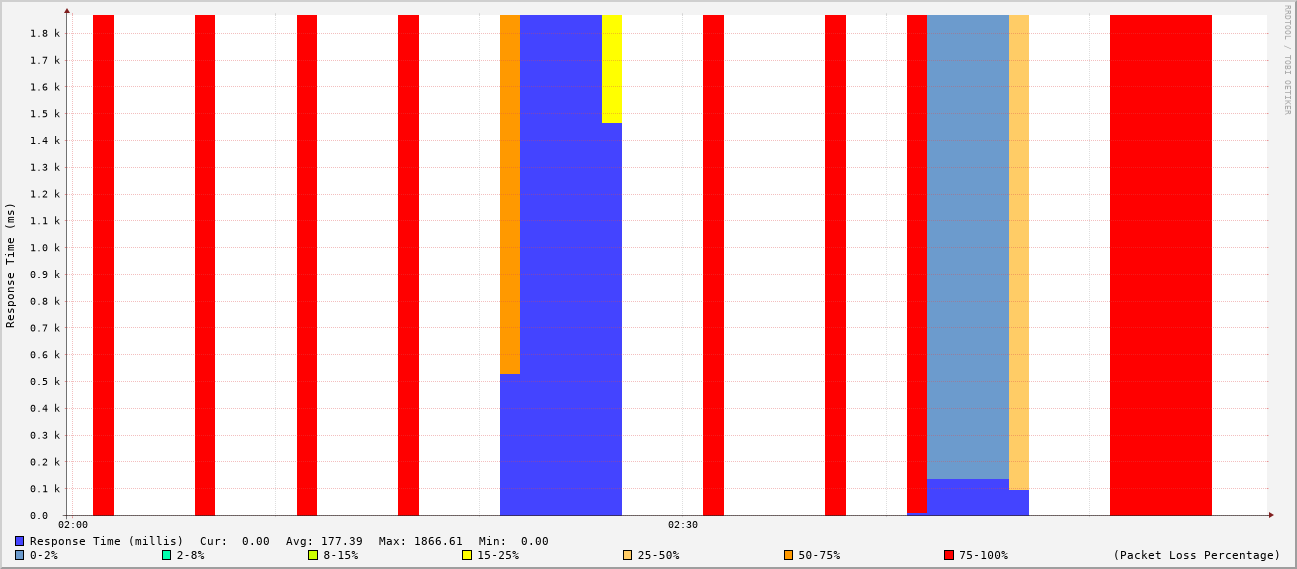 RRDTOOL / TOBI OETIKER
Response Time (ms)
1.8 k
1.7 k
1.6 k
1.5 k
1.4 k
1.3 k
1.2 k
1.1 k
1.0 k
0.9 k
0.8 k
0.7 k
0.6 k
0.5 k
0.4 k
0.3 k
0.2 k
0.1 k
0.0
02:00 02:30
Response Time (millis) Cur: 0.00 Avg: 177.39 Max: 1866.61 Min: 0.00
0-2% 2-8% 8-15% 15-25% 25-50% 50-75% 75-100% (Packet Loss Percentage)